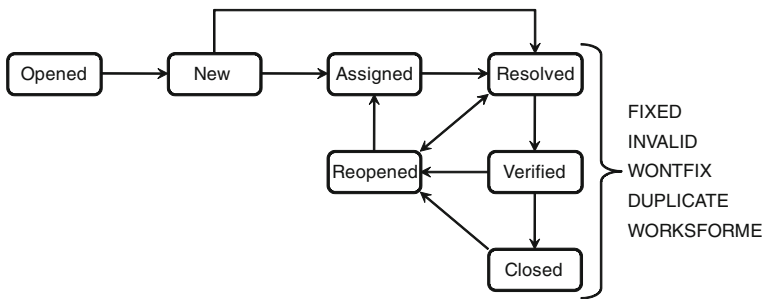 Opened
New
Assigned
Resolved
Reopened
Verified
Closed
FIXED
INVALID
WONTFIX
DUPLICATE
WORKSFORME